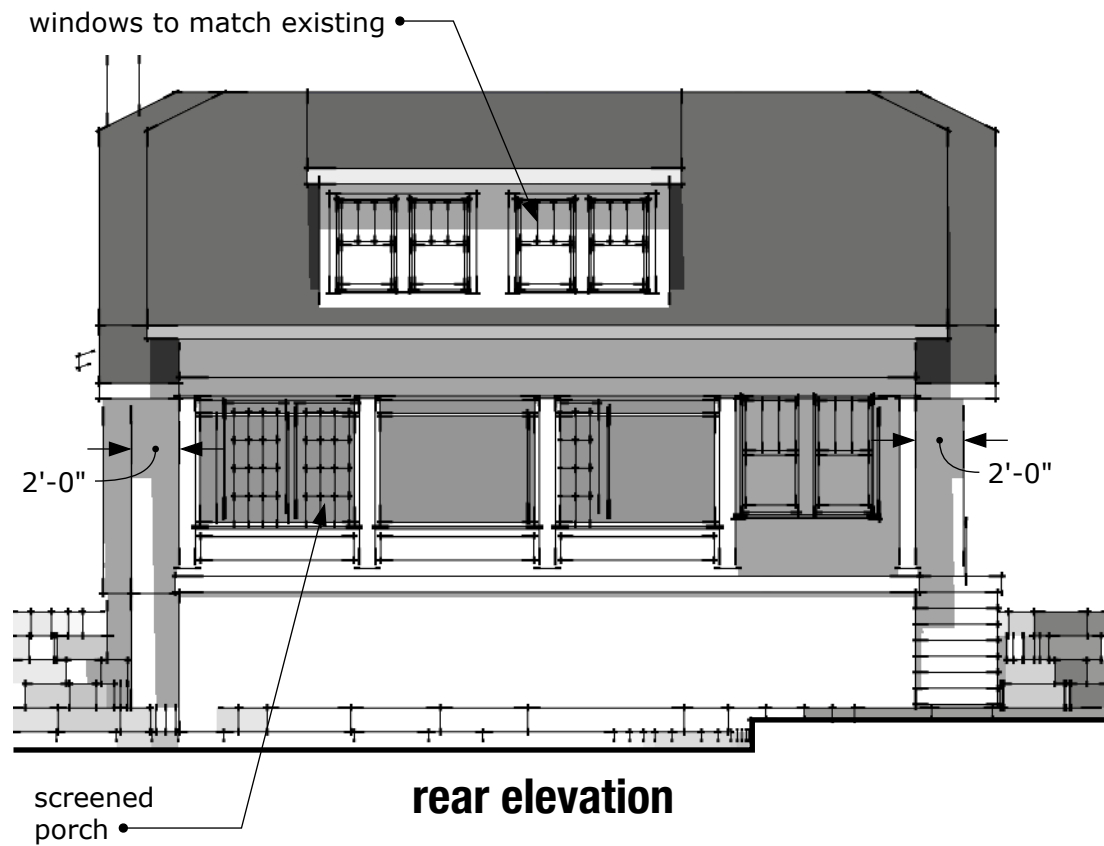 windows to match existing
2'-0"
2'-0"
screened
porch
rear elevation